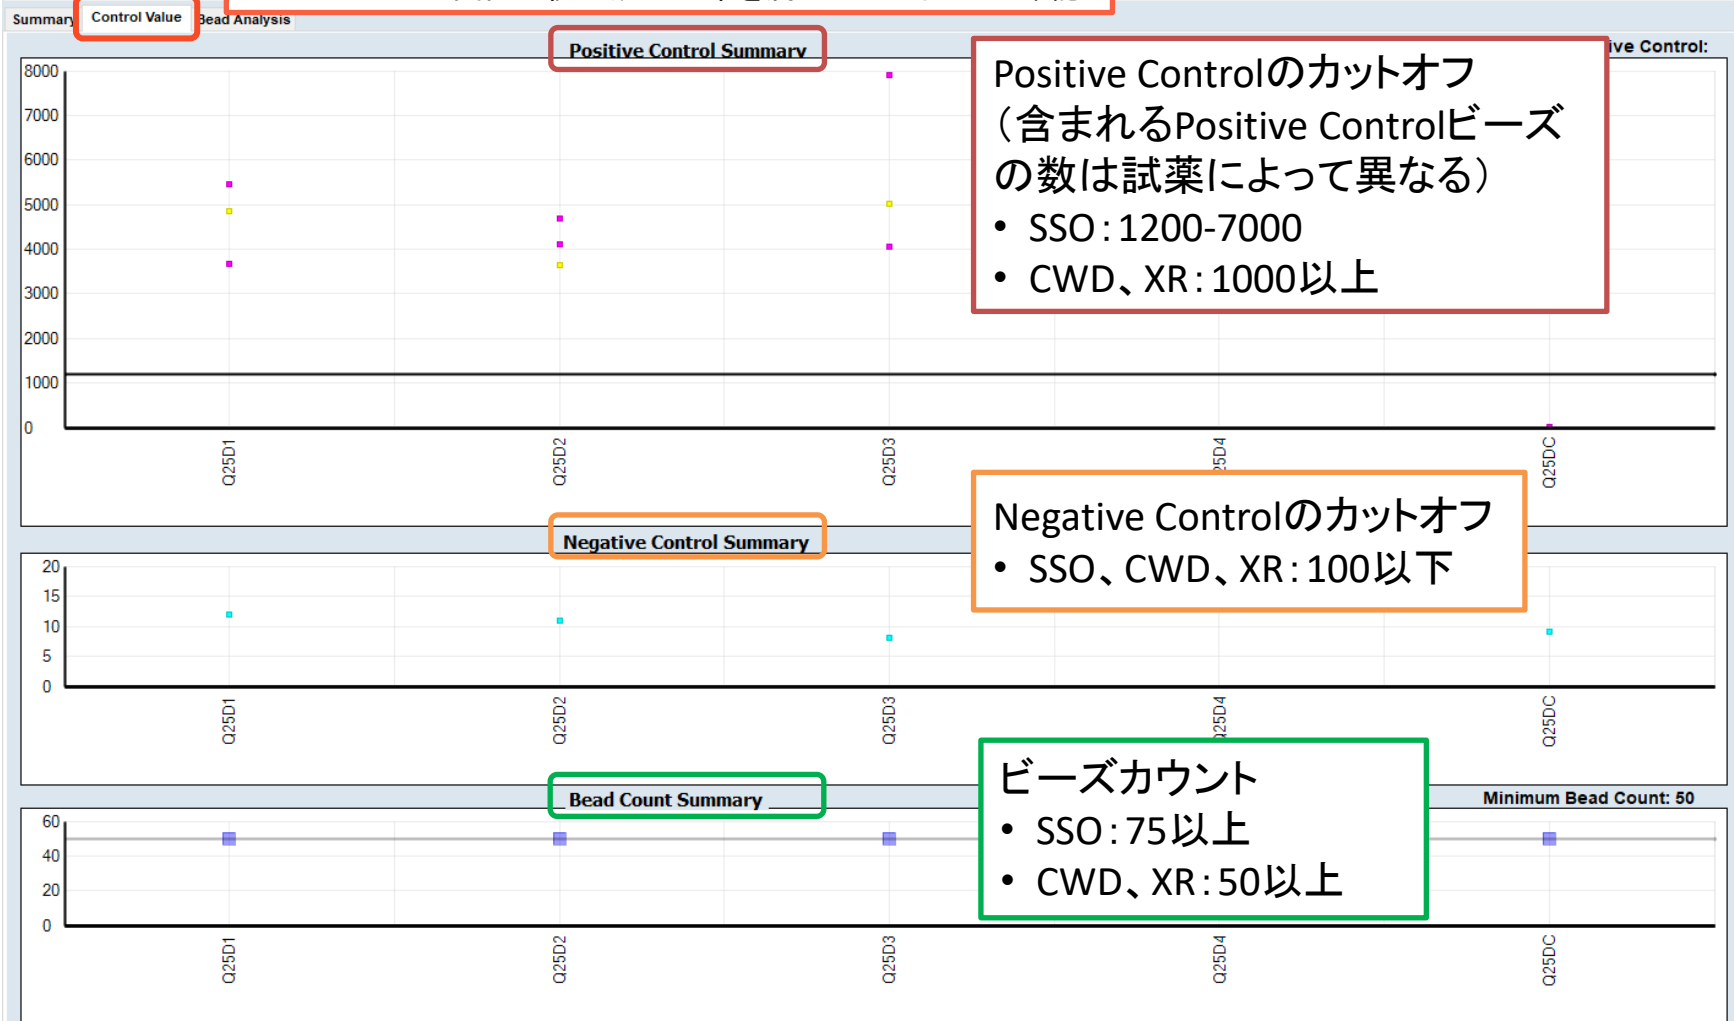 Summary Control Value Bead Analysis
Positive Control Summary
ive Control:
8000
7000
6000
5000
4000
3000
2000
1000
0
Q25D1
Q25D2
Q25D3
25D4
Q25DC
Positive Controlのカットオフ
（含まれるPositive Controlビーズ
の数は試薬によって異なる）
• SSO：1200-7000
• CWD、XR：1000以上
Negative Control Summary
20
15
10
5
0
Q25D1
Q25D2
Q25D3
25D4
Q25DC
Negative Controlのカットオフ
• SSO、CWD、XR：100以下
Bead Count Summary
Minimum Bead Count: 50
60
40
20
0
Q25D1
Q25D2
Q25D3
Q25D4
Q25DC
ビーズカウント
• SSO：75以上
• CWD、XR：50以上